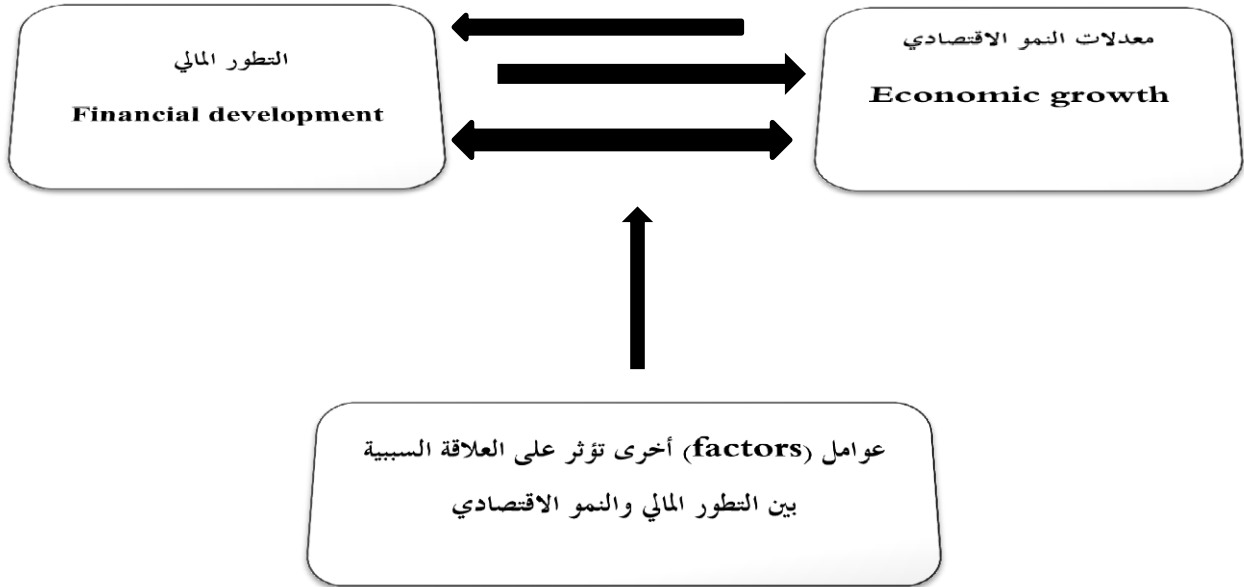 التطور المالي
Financial development
معدلات النمو الاقتصادي
Economic growth
عوامل (factors) أخرى تؤثر على العلاقة السببية
بين التطور المالي والنمو الاقتصادي